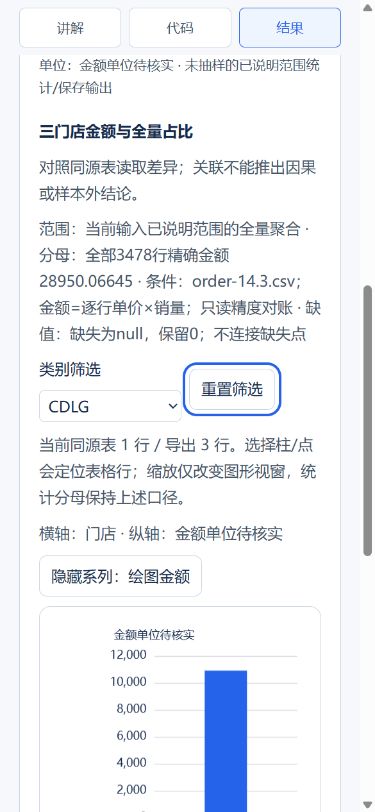 讲解
代码
结果
单位：金额单位待核实 · 未抽样的已说明范围统
计/保存输出
三门店金额与全量占比
对照同源表读取差异；关联不能推出因果
或样本外结论。
范围：当前输入已说明范围的全量聚合 ·
分母：全部3478行精确金额
28950.06645 · 条件：order-14.3.csv；
金额=逐行单价×销量；只读精度对账 · 缺
值：缺失为null，保留0；不连接缺失点
类别筛选
重置筛选
CDLG
当前同源表 1 行 / 导出 3 行。选择柱/点
会定位表格行；缩放仅改变图形视窗，统
计分母保持上述口径。
横轴：门店 · 纵轴：金额单位待核实
隐藏系列：绘图金额
金额单位待核实
12,000
10,000
8,000
6,000
4,000
2,000